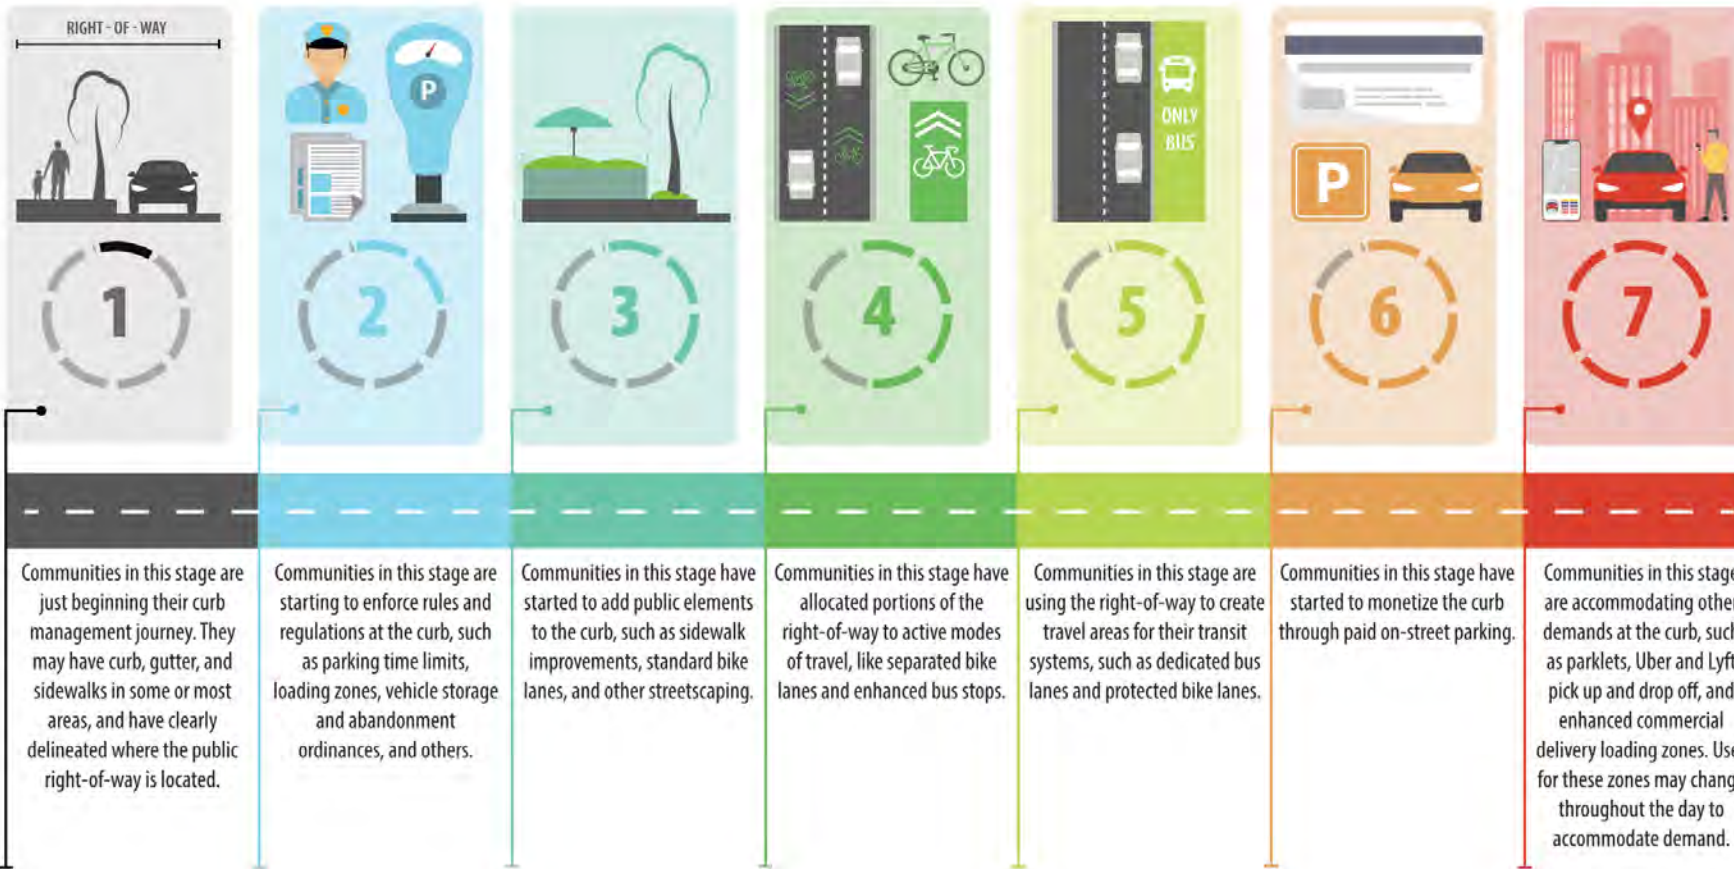 RIGHT - OF - WAY
1
Communities in this stage are
just beginning their curb
management journey. They
may have curb, gutter, and
sidewalks in some or most
areas, and have clearly
delineated where the public
right-of-way is located.
P
2
Communities in this stage are
starting to enforce rules and
regulations at the curb, such
as parking time limits,
loading zones, vehicle storage
and abandonment
ordinances, and others.
3
Communities in this stage have
started to add public elements
to the curb, such as sidewalk
improvements, standard bike
lanes, and other streetscaping.
4
Communities in this stage have
allocated portions of the
right-of-way to active modes
of travel, like separated bike
lanes and enhanced bus stops.
ONLY
BUS
5
Communities in this stage are
using the right-of-way to create
travel areas for their transit
systems, such as dedicated bus
lanes and protected bike lanes.
P
6
Communities in this stage have
started to monetize the curb
through paid on-street parking.
7
Communities in this stage
are accommodating other
demands at the curb, such
as parklets, Uber and Lyft
pick up and drop off, and
enhanced commercial
delivery loading zones. Use
for these zones may chang
throughout the day to
accommodate demand.